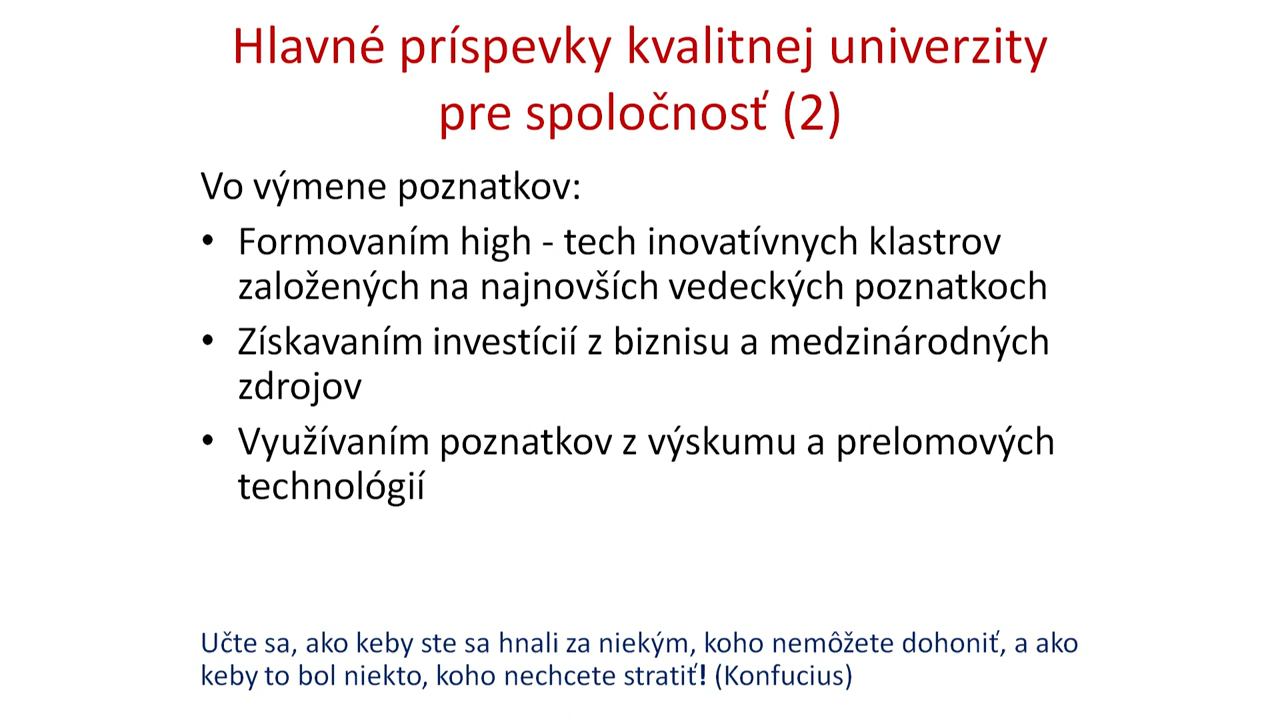 Hlavné príspevky kvalitnej univerzity
pre spoločnosť (2)
Vo výmene poznatkov:
• Formovaním high - tech inovatívnych klastrov
založených na najnovších vedeckých poznatkoch
• Získavaním investícií z biznisu a medzinárodných
zdrojov
• Využívaním poznatkov z výskumu a prelomových
technológií
Učte sa, ako keby ste sa hnali za niekým, koho nemôžete dohoniť, a ako
keby to bol niekto, koho nechcete stratiť! (Konfucius)